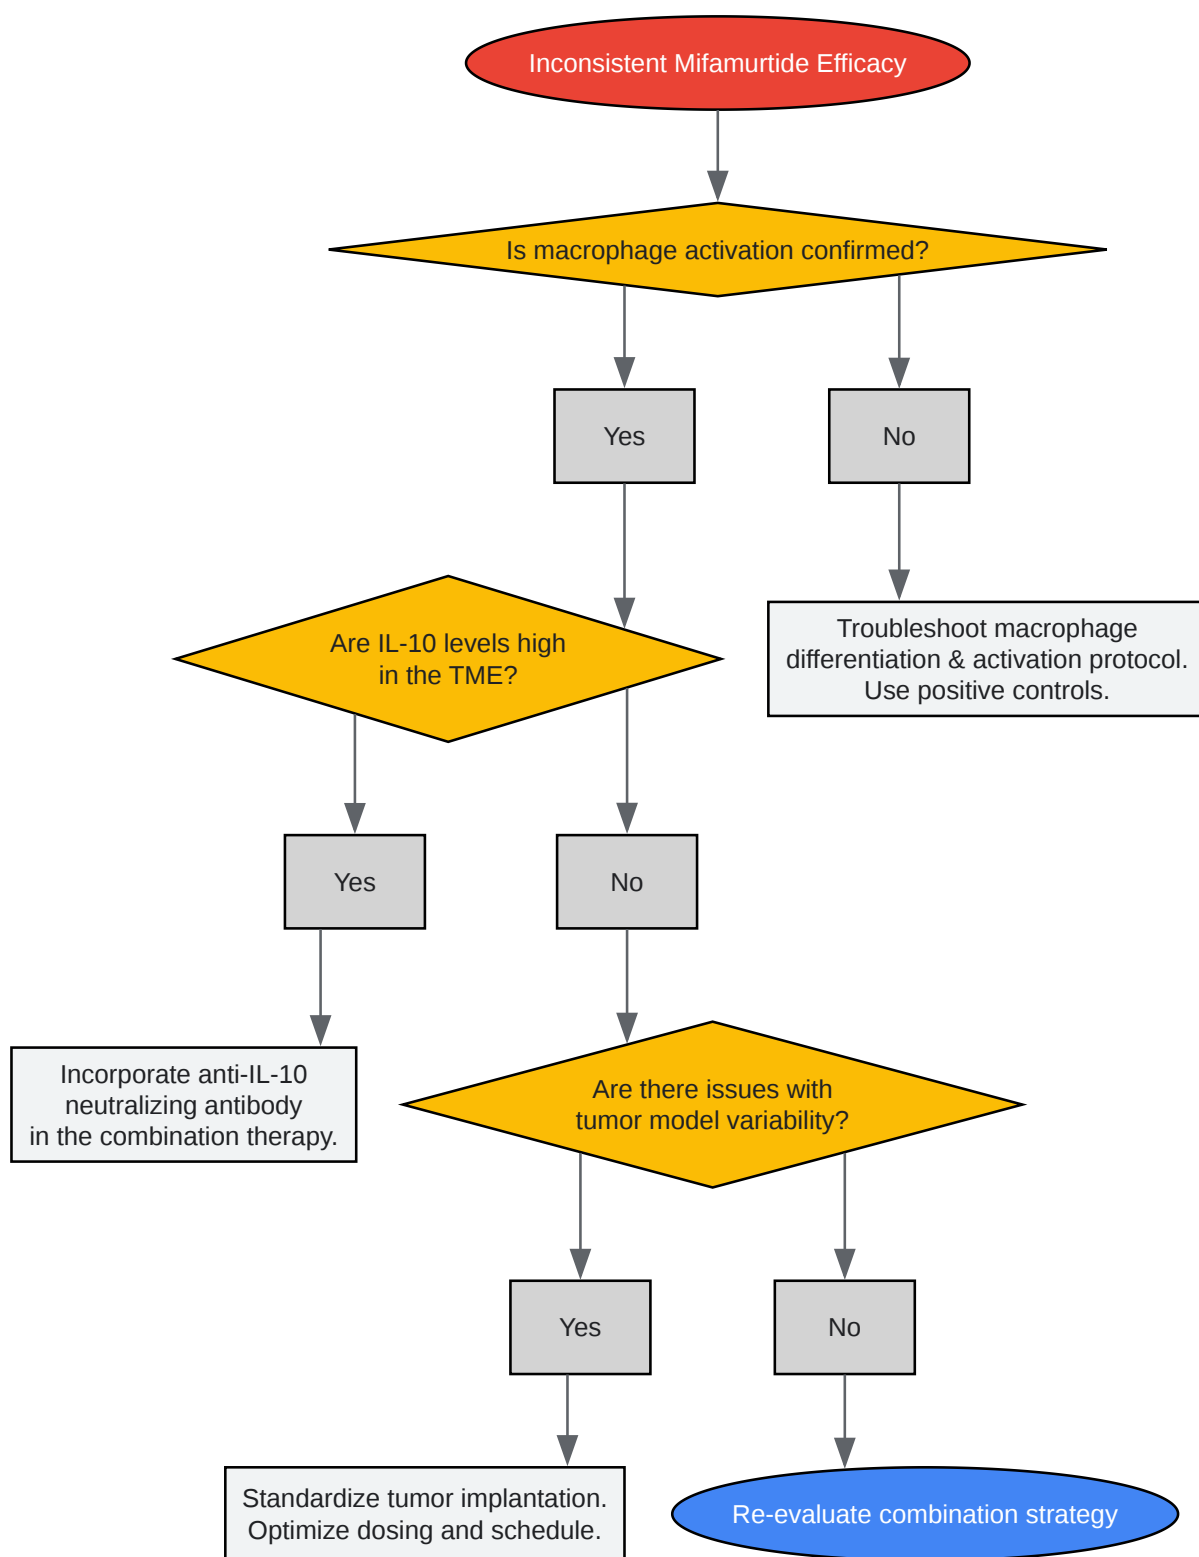 Inconsistent Mifamurtide Efficacy
Is macrophage activation confirmed?
Yes
No
Troubleshoot macrophage
differentiation & activation protocol.
Use positive controls.
Are IL-10 levels high
in the TME?
Yes
No
Incorporate anti-IL-10
neutralizing antibody
in the combination therapy.
Are there issues with
tumor model variability?
Yes
No
Standardize tumor implantation.
Optimize dosing and schedule.
Re-evaluate combination strategy